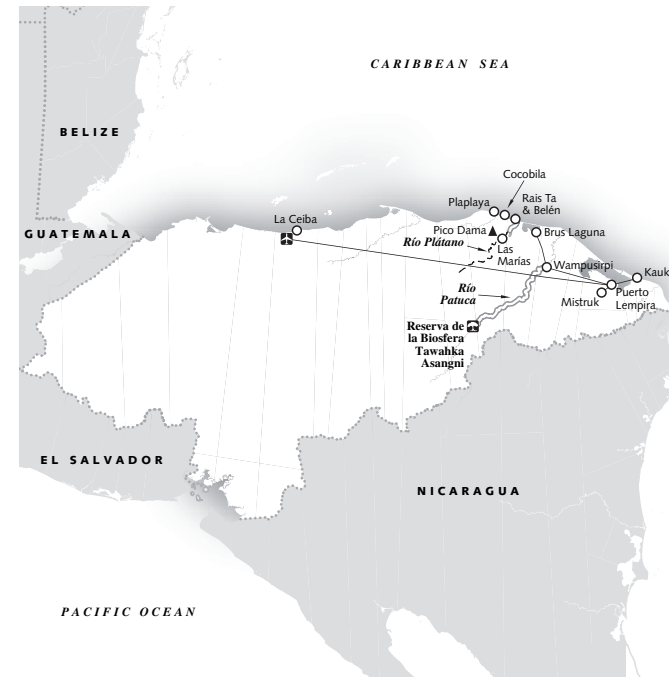 CARIBBEAN SEA
BELIZE
Cocobila
Plaplaya
Rais Ta
& Belén
La Ceiba
GUATEMALA
Pico Dama
Brus Laguna
Río Plátano
Las
Marías
Wampusirpi
Kauk
Río
Patuca
Mistruk
Puerto
Lempira
Reserva de
la Biosfera
Tawahka
Asangni
EL SALVADOR
NICARAGUA
PACIFIC OCEAN